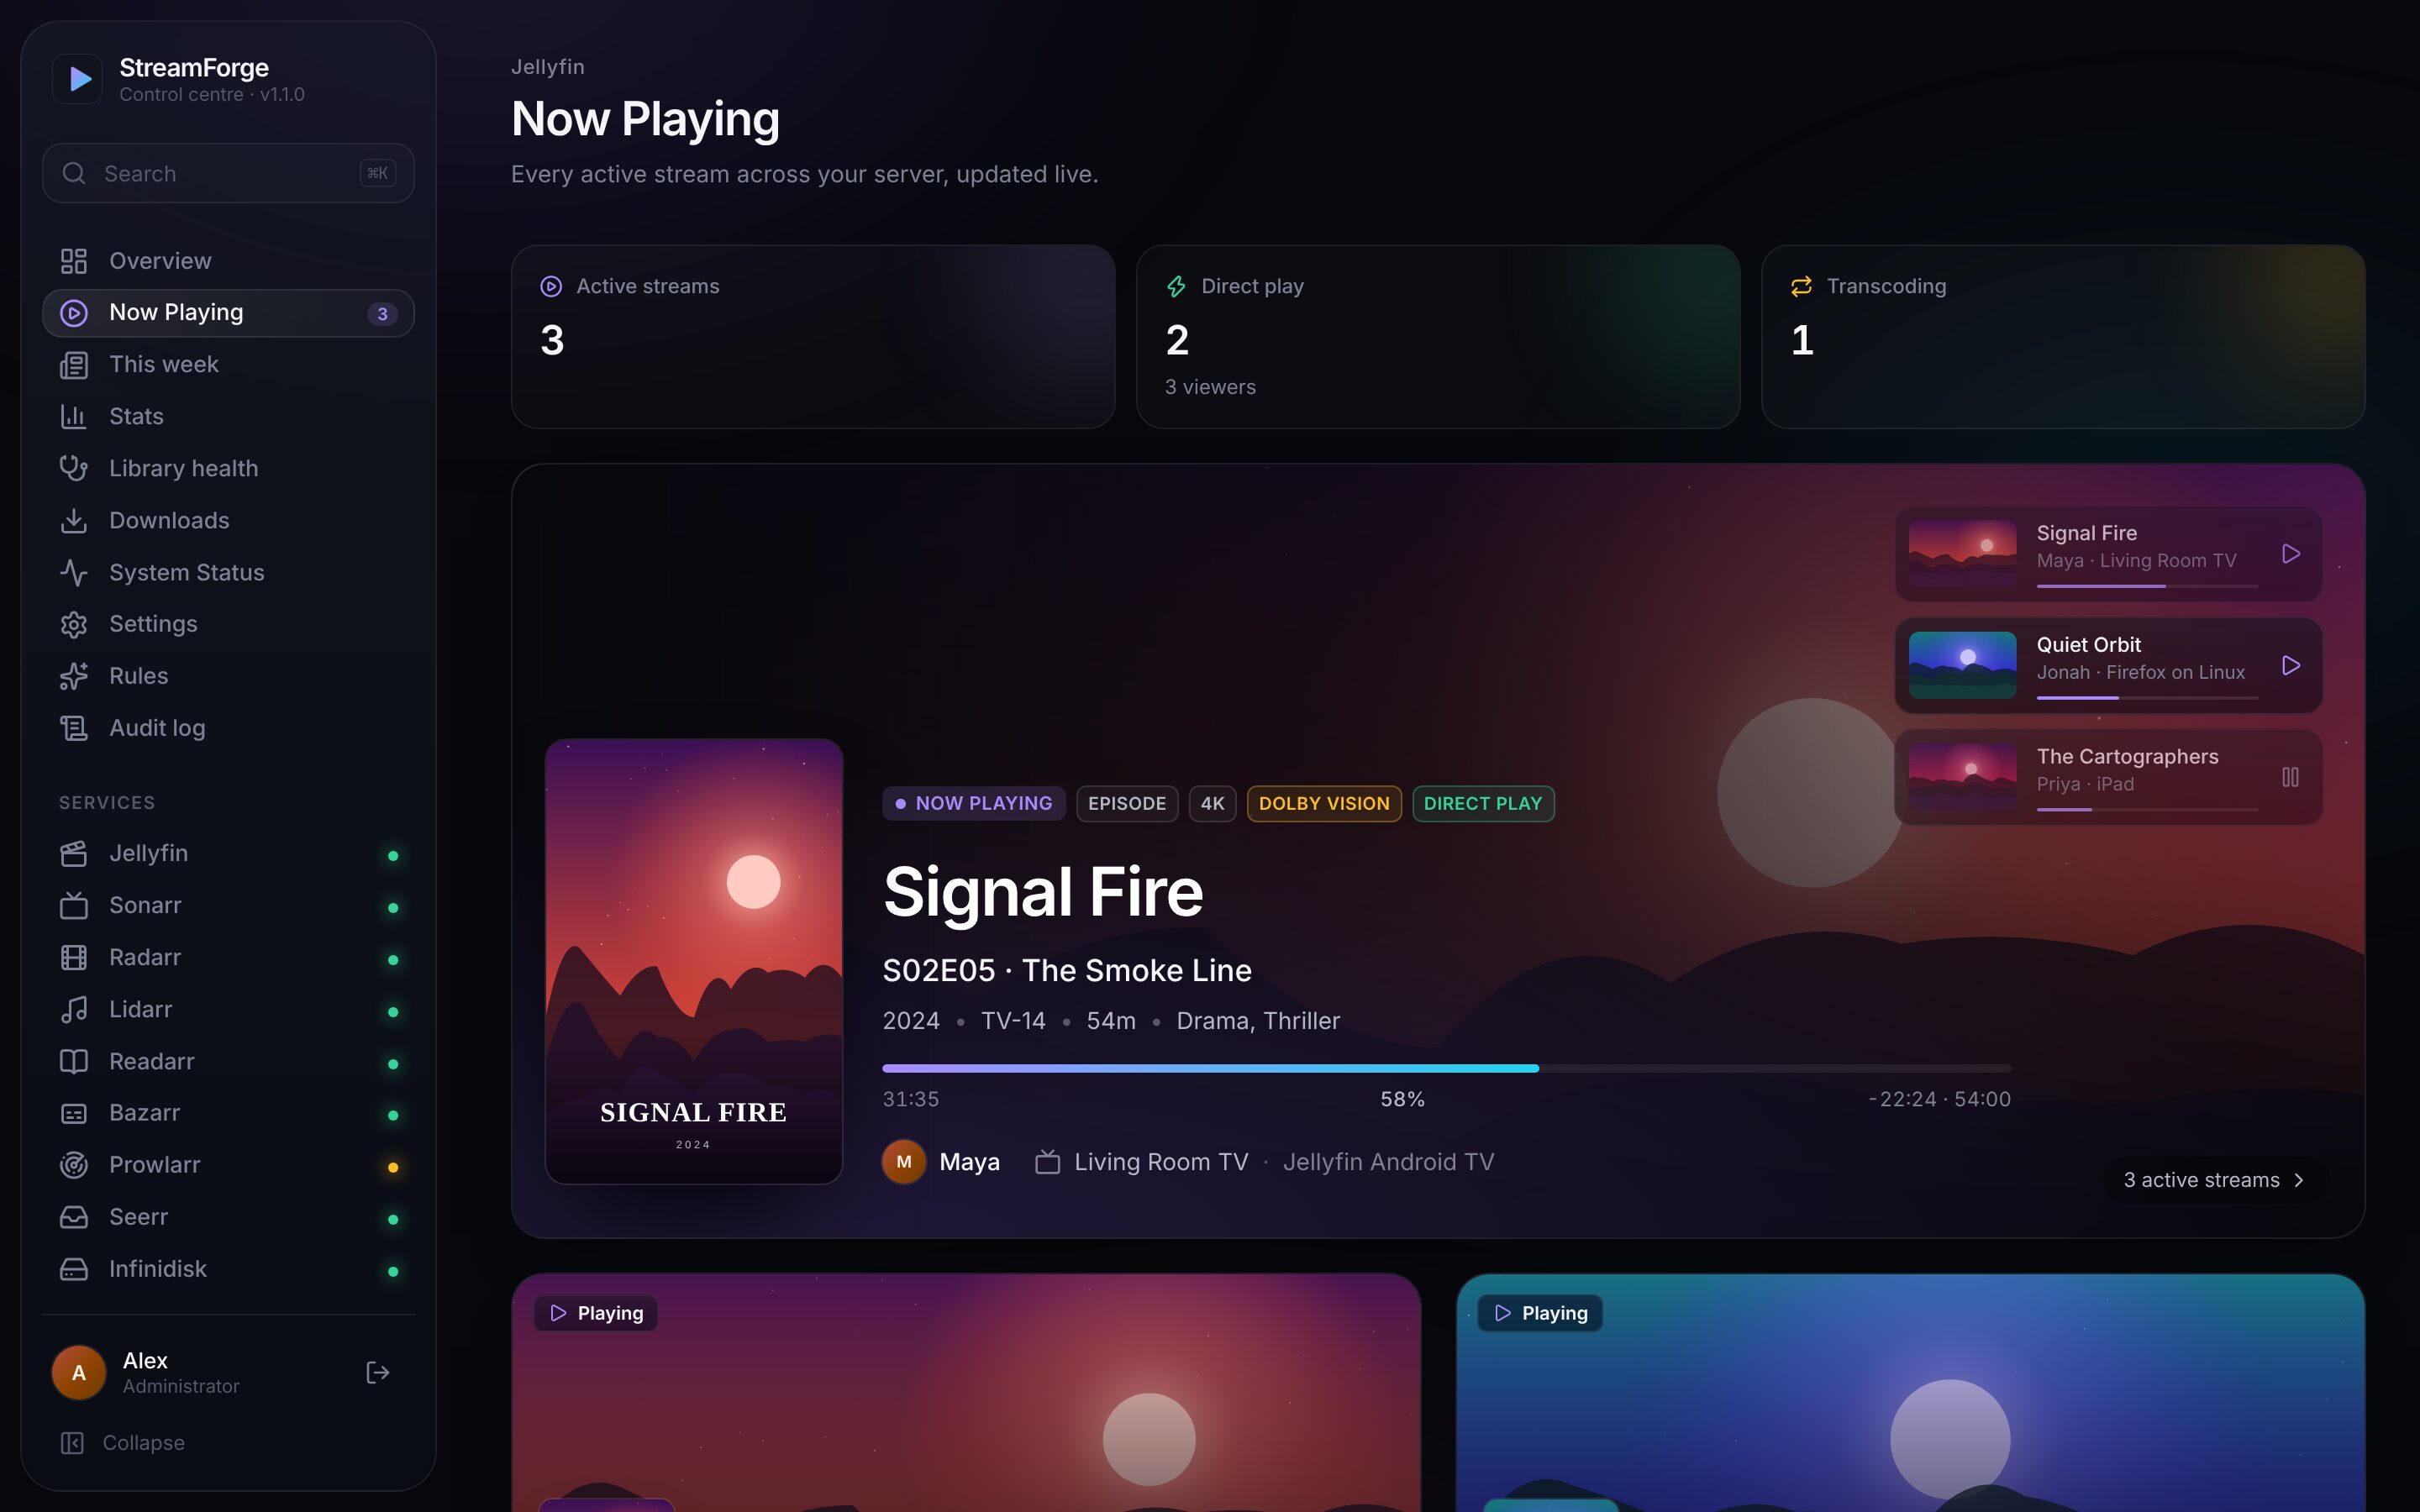 StreamForge
Control centre · v1.1.0
Search ⌘K
Overview
Now Playing 3
This week
Stats
Library health
Downloads
System Status
Settings
Rules
Audit log
SERVICES
Jellyfin
Sonarr
Radarr
Lidarr
Readarr
Bazarr
Prowlarr
Seerr
Infinidisk
A
Alex
Administrator
Collapse
Jellyfin
Now Playing
Every active stream across your server, updated live.
Active streams
3
Direct play
2
3 viewers
Transcoding
1
Signal Fire
Maya · Living Room TV
Quiet Orbit
Jonah · Firefox on Linux
The Cartographers
Priya · iPad
SIGNAL FIRE
2024
NOW PLAYING EPISODE 4K DOLBY VISION DIRECT PLAY
Signal Fire
S02E05 · The Smoke Line
2024 • TV-14 • 54m • Drama, Thriller
31:35 58% -22:24 · 54:00
M Maya Living Room TV · Jellyfin Android TV
3 active streams
Playing
Playing